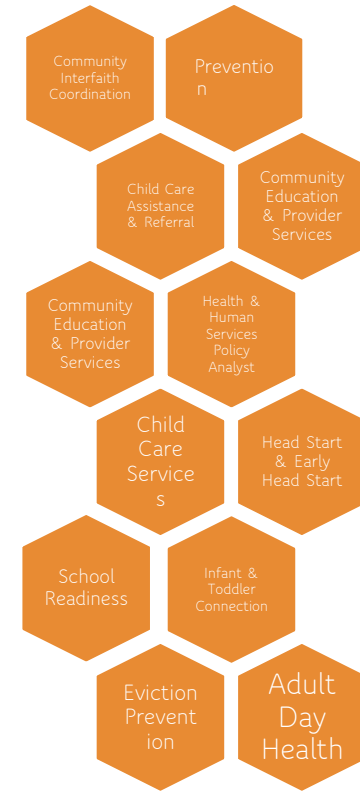 Community
Interfaith
Coordination
Preventio
n
Child Care
Assistance
& Referral
Community
Education
& Provider
Services
Community
Education
& Provider
Services
Health &
Human
Services
Policy
Analyst
Child
Care
Service
s
Head Start
& Early
Head Start
School
Readiness
Infant &
Toddler
Connection
Eviction
Prevent
ion
Adult
Day
Health